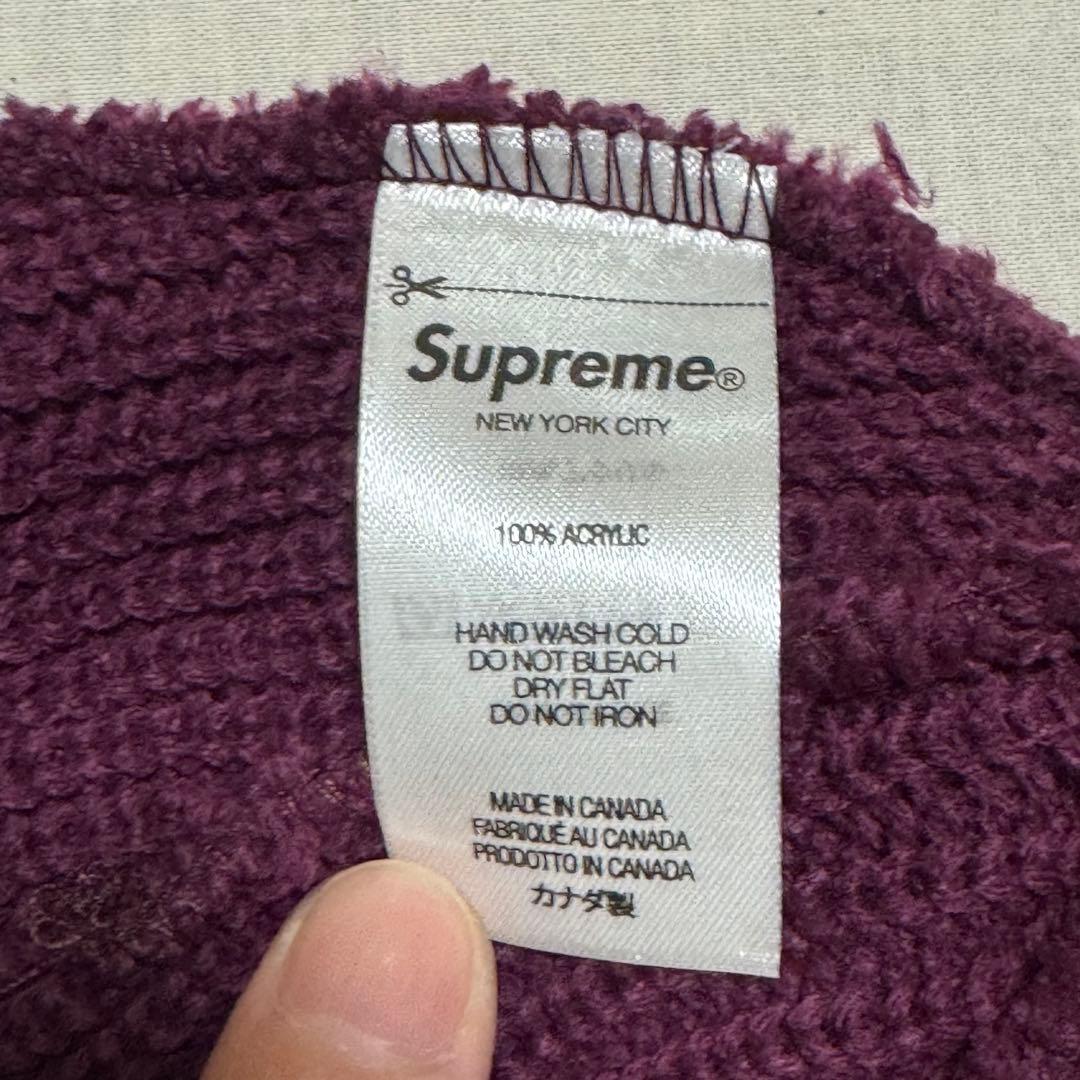 Supreme®
NEW YORK CITY
100% ACRYLIC
HAND WASH COLD
DO NOT BLEACH
DRY FLAT
DO NOT IRON
MADE IN CANADA
FABRIQUÉ AU CANADA
PRODOTTO IN CANADA
カナダ製